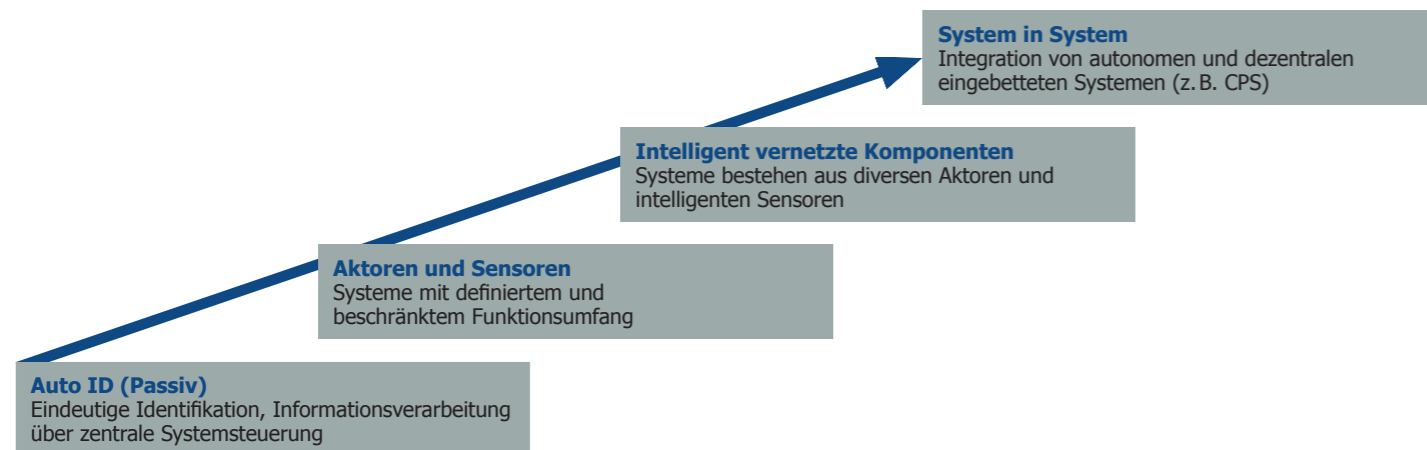 System in System
Integration von autonomen und dezentralen
eingebetteten Systemen (z. B. CPS)
Intelligent vernetzte Komponenten
Systeme bestehen aus diversen Aktoren und
intelligenten Sensoren
Aktoren und Sensoren
Systeme mit definiertem und
beschränktem Funktionsumfang
Auto ID (Passiv)
Eindeutige Identifikation, Informationsverarbeitung
über zentrale Systemsteuerung